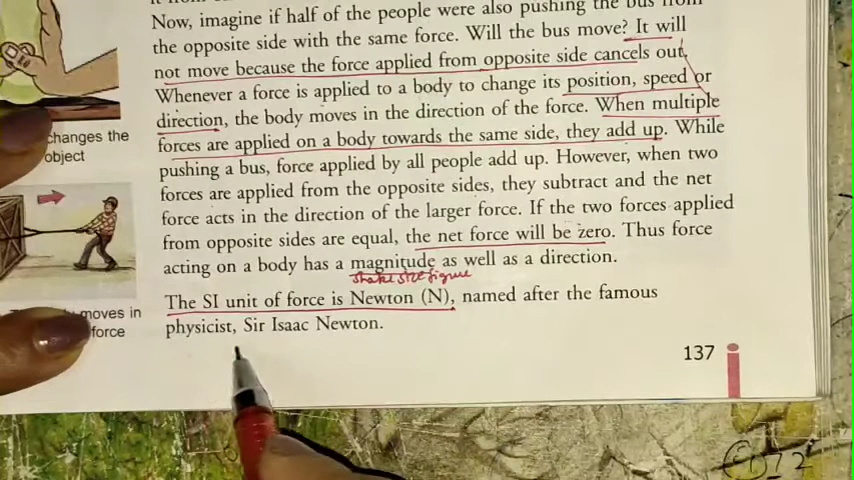 Now, imagine if half of the people were also pushing the bus from
the opposite side with the same force. Will the bus move? It will
not move because the force applied from opposite side cancels out.
Whenever a force is applied to a body to change its position, speed or
direction, the body moves in the direction of the force. When multiple
forces are applied on a body towards the same side, they add up. While
pushing a bus, force applied by all people add up. However, when two
forces are applied from the opposite sides, they subtract and the net
force acts in the direction of the larger force. If the two forces applied
from opposite sides are equal, the net force will be zero. Thus force
acting on a body has a magnitude as well as a direction.
size figure
The SI unit of force is Newton (N), named after the famous
physicist, Sir Isaac Newton.
changes the
object
moves in
force
137